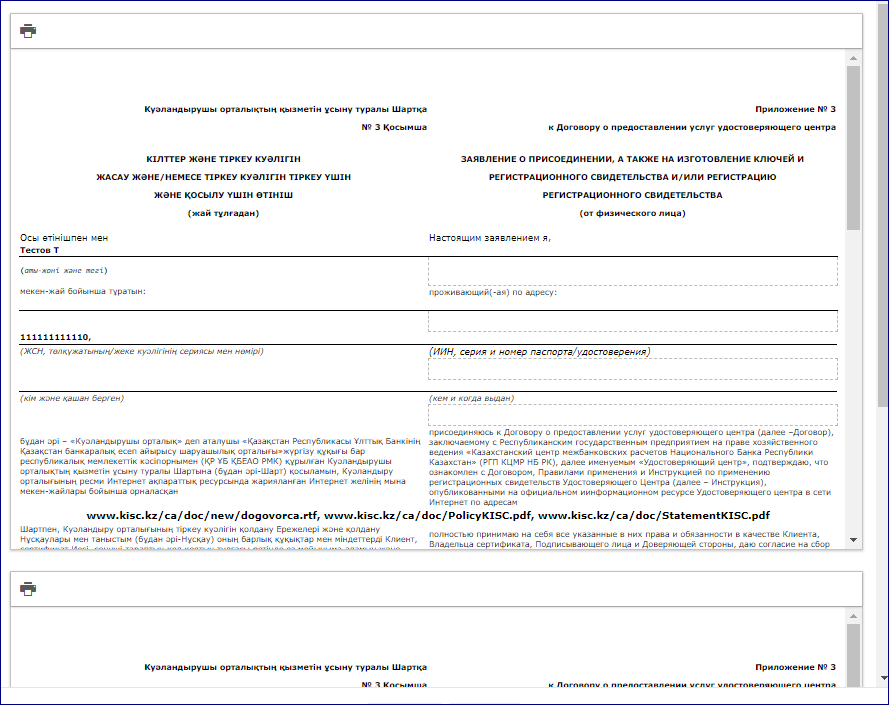 Куәландырушы орталықтың қызметін ұсыну туралы Шартқа
№ 3 Қосымша
Приложение № 3
к Договору о предоставлении услуг удостоверяющего центра
КІЛТТЕР ЖӘНЕ ТІРКЕУ КУӘЛІГІН
ЖАСАУ ЖӘНЕ/НЕМЕСЕ ТІРКЕУ КУӘЛІГІН ТІРКЕУ ҮШІН
ЖӘНЕ ҚОСЫЛУ ҮШІН ӨТІНІШ
(жай тұлғадан)
ЗАЯВЛЕНИЕ О ПРИСОЕДИНЕНИИ, А ТАКЖЕ НА ИЗГОТОВЛЕНИЕ КЛЮЧЕЙ И
РЕГИСТРАЦИОННОГО СВИДЕТЕЛЬСТВА И/ИЛИ РЕГИСТРАЦИЮ
РЕГИСТРАЦИОННОГО СВИДЕТЕЛЬСТВА
(от физического лица)
Осы өтінішпен мен
Тестов Т
Настоящим заявлением я,
(аты-жөні және тегі)
мекен-жай бойынша тұратын:
проживающий(-ая) по адресу:
111111111110,
(ЖСН, төлқұжатының/жеке куәлігінің сериясы мен нөмірі)
(ИИН, серия и номер паспорта/удостоверения)
(кім және қашан берген)
(кем и когда выдан)
бұдан әрі – «Куәландырушы орталық» деп аталушы «Қазақстан Республикасы Ұлттық Банкінің
Қазақстан банкаралық есеп айырысу шаруашылық орталығы»жүргізу құқығы бар
республикалық мемлекеттік кәсіпорнымен (ҚР ҰБ ҚБЕАО РМК) құрылған Куәландырушы
орталықтың қызметін ұсыну туралы Шартына (бұдан әрі-Шарт) қосыламын, Куәландыру
орталығының ресми Интернет ақпараттық ресурсында жарияланған Интернет желінің мына
мекен-жайлары бойынша орналасқан
присоединяюсь к Договору о предоставлении услуг удостоверяющего центра (далее –Договор),
заключаемому с Республиканским государственным предприятием на праве хозяйственного
ведения «Казахстанский центр межбанковских расчетов Национального Банка Республики
Казахстан» (РГП КЦМР НБ РК), далее именуемым «Удостоверяющий центр», подтверждаю, что
ознакомлен с Договором, Правилами применения и Инструкцией по применению
регистрационных свидетельств Удостоверяющего Центра (далее – Инструкция),
опубликованными на официальном иинформационном ресурсе Удостоверяющего центра в сети
Интернет по адресам
www.kisc.kz/ca/doc/new/dogovorca.rtf, www.kisc.kz/ca/doc/PolicyKISC.pdf, www.kisc.kz/ca/doc/StatementKISC.pdf
Шартпен, Куәландыру орталығының тіркеу куәлігін қолдану Ережелері және қолдану
Нұсқаулары мен таныстым (бұдан әрі-Нұсқау) оның барлық құқықтар мен міндеттерді Клиент,
полностью принимаю на себя все указанные в них права и обязанности в качестве Клиента,
Владельца сертификата, Подписывающего лица и Доверяющей стороны, даю согласие на сбор
Куәландырушы орталықтың қызметін ұсыну туралы Шартқа
№ 3 Қосымша
Приложение № 3
к Договору о предоставлении услуг удостоверяющего центра